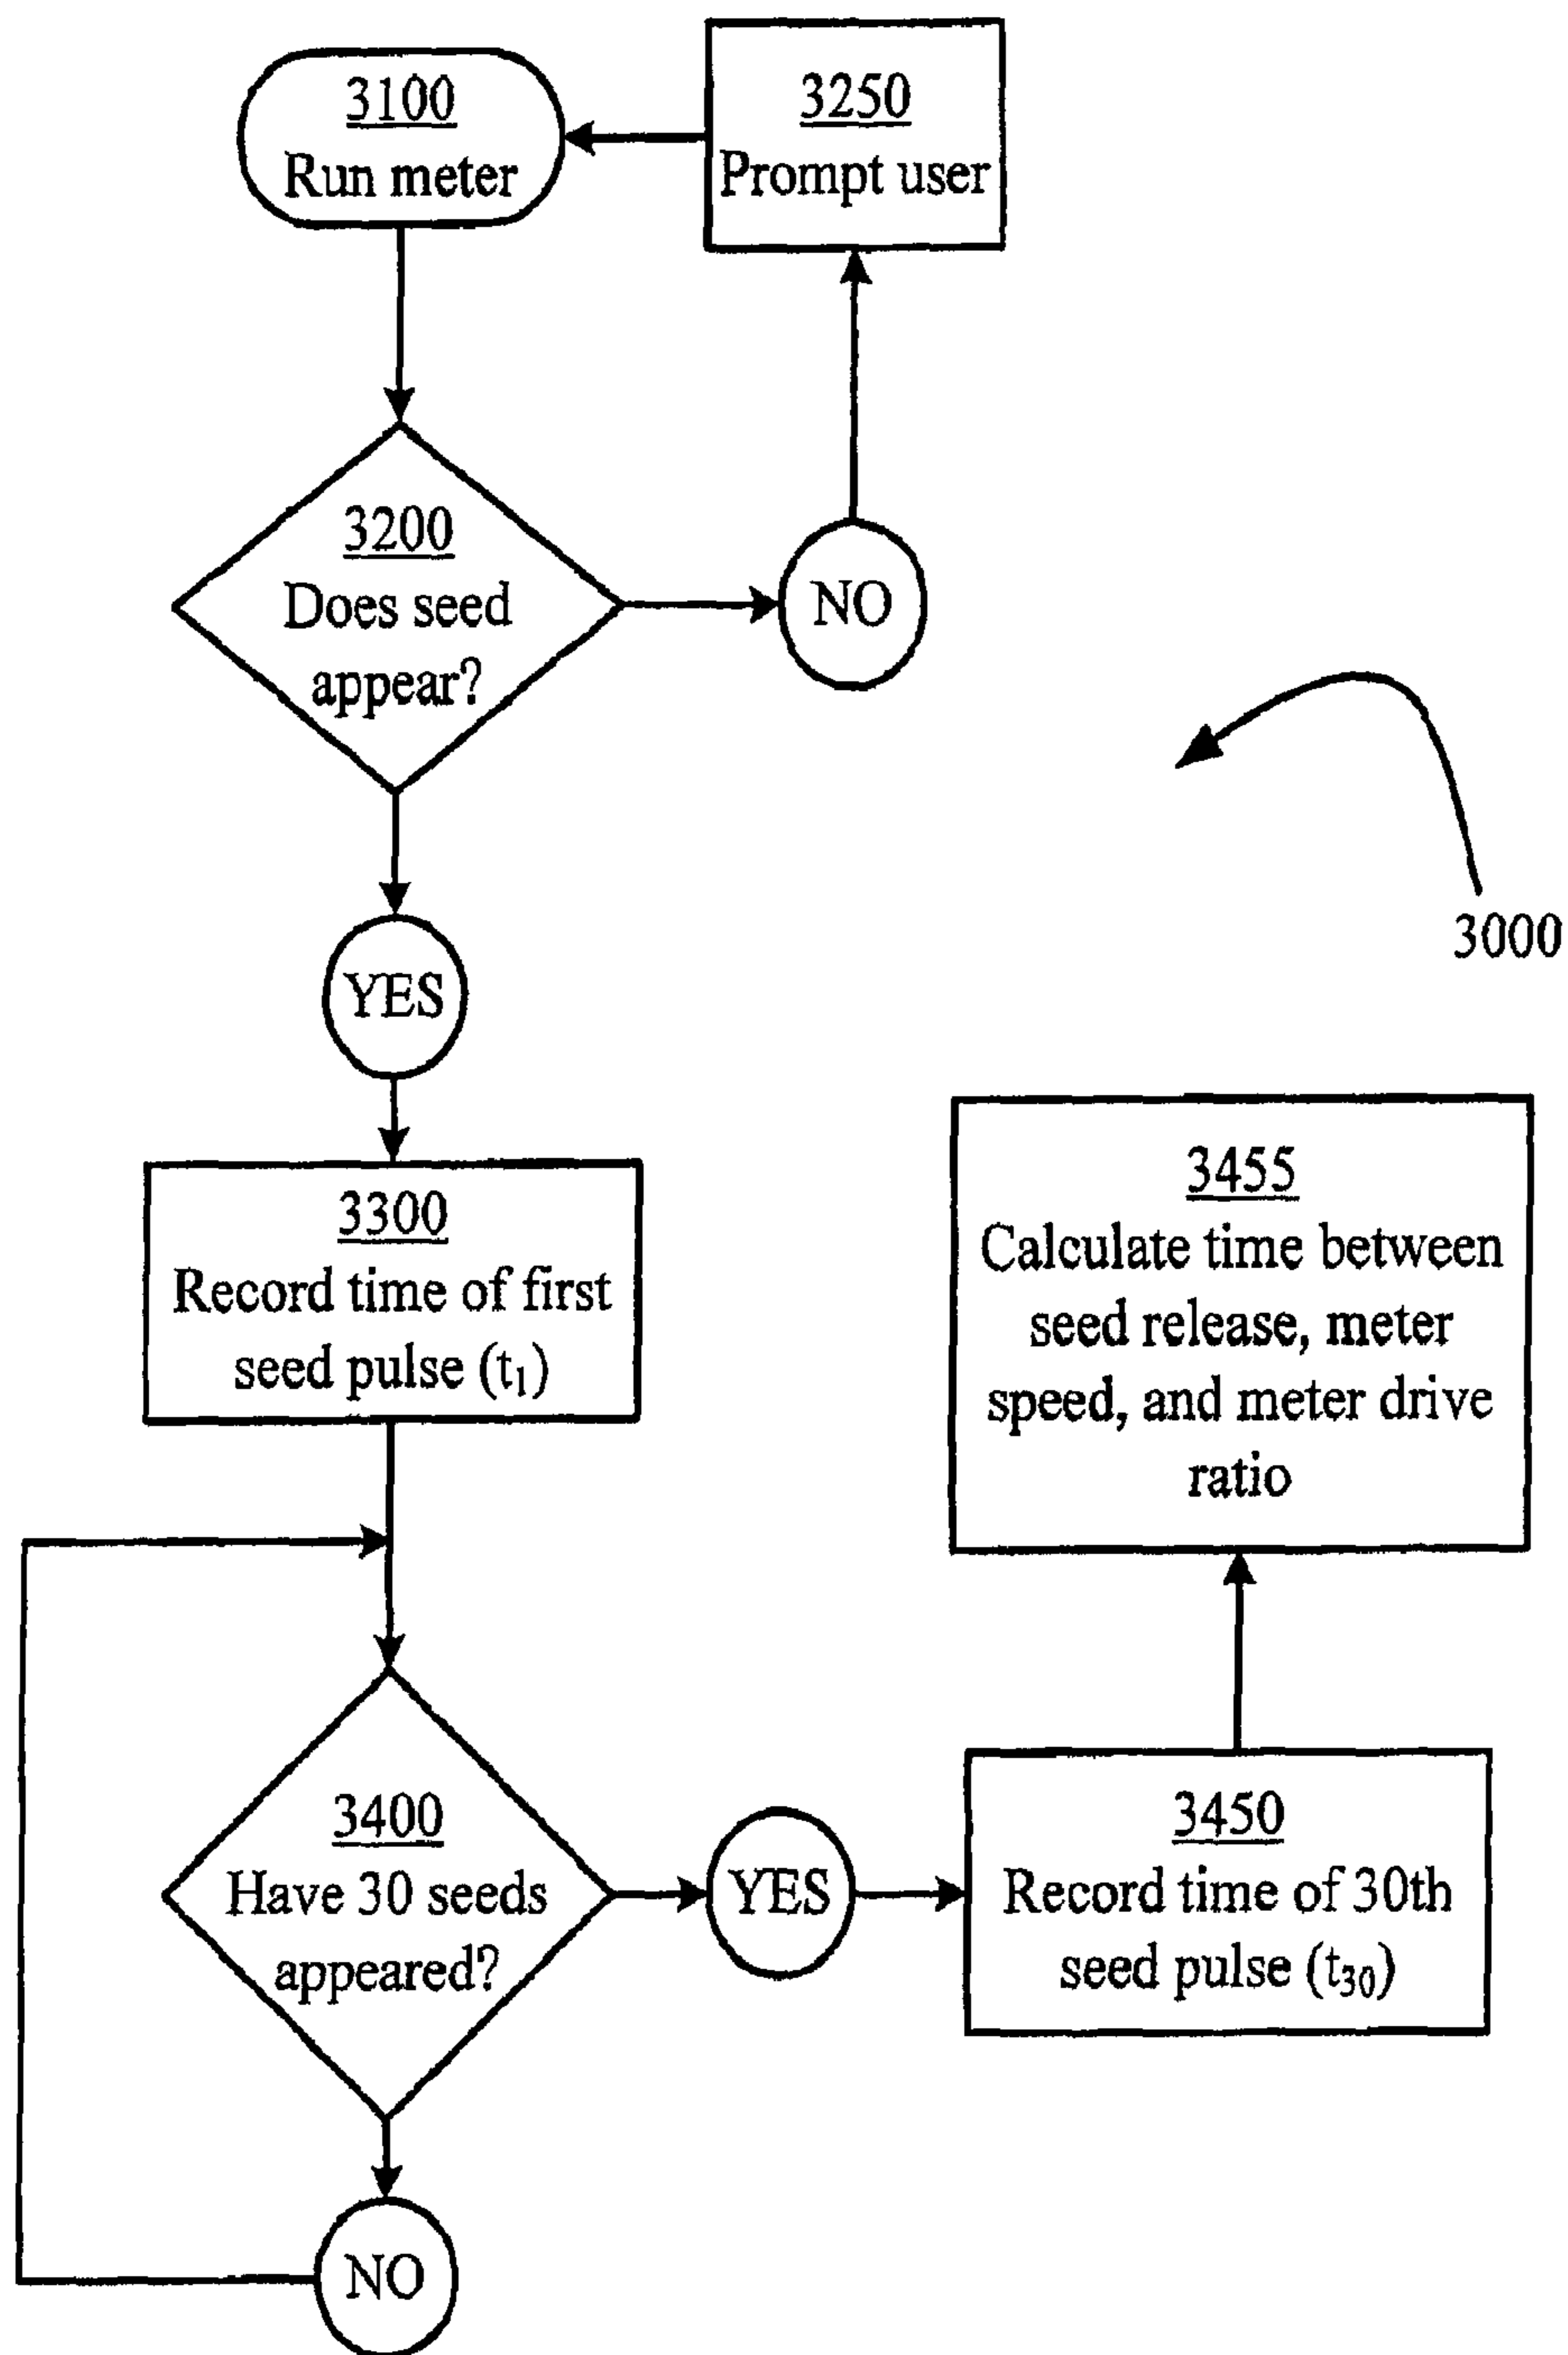 3100
Run meter
3250
Prompt user
3200
Does seed
appear?
NO
3000
YES
3300
Record time of first
seed pulse (t₁)
3455
Calculate time between
seed release, meter
speed, and meter drive
ratio
3400
Have 30 seeds
appeared?
YES
3450
Record time of 30th
seed pulse (t₃₀)
NO